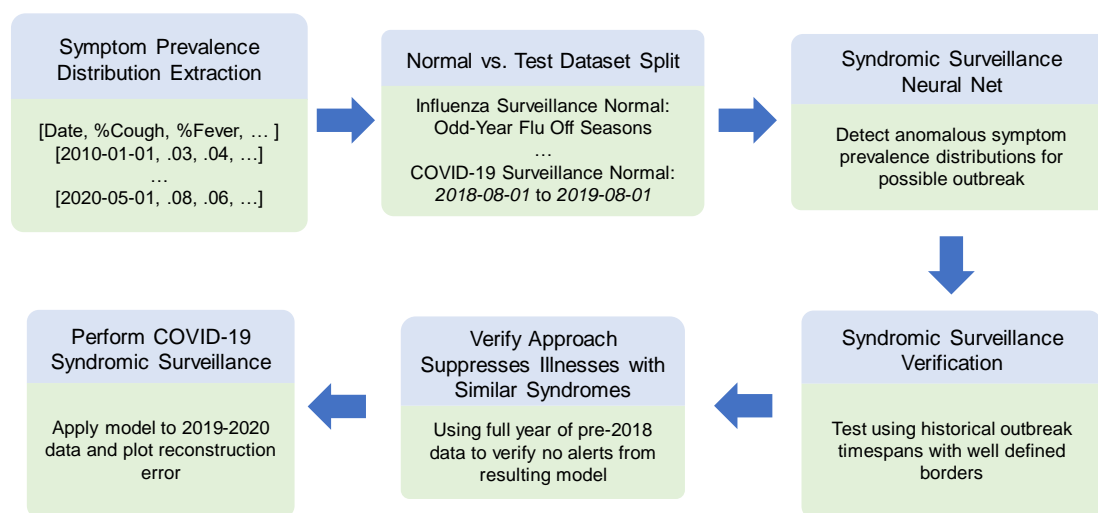 Symptom Prevalence
Distribution Extraction
[Date, %Cough, %Fever, … ]
[2010-01-01, .03, .04, …]
…
[2020-05-01, .08, .06, …]
Normal vs. Test Dataset Split
Influenza Surveillance Normal:
Odd-Year Flu Off Seasons
…
COVID-19 Surveillance Normal:
2018-08-01 to 2019-08-01
Syndromic Surveillance
Neural Net
Detect anomalous symptom
prevalence distributions for
possible outbreak
Syndromic Surveillance
Verification
Test using historical outbreak
timespans with well defined
borders
Verify Approach
Suppresses Illnesses with
Similar Syndromes
Using full year of pre-2018
data to verify no alerts from
resulting model
Perform COVID-19
Syndromic Surveillance
Apply model to 2019-2020
data and plot reconstruction
error